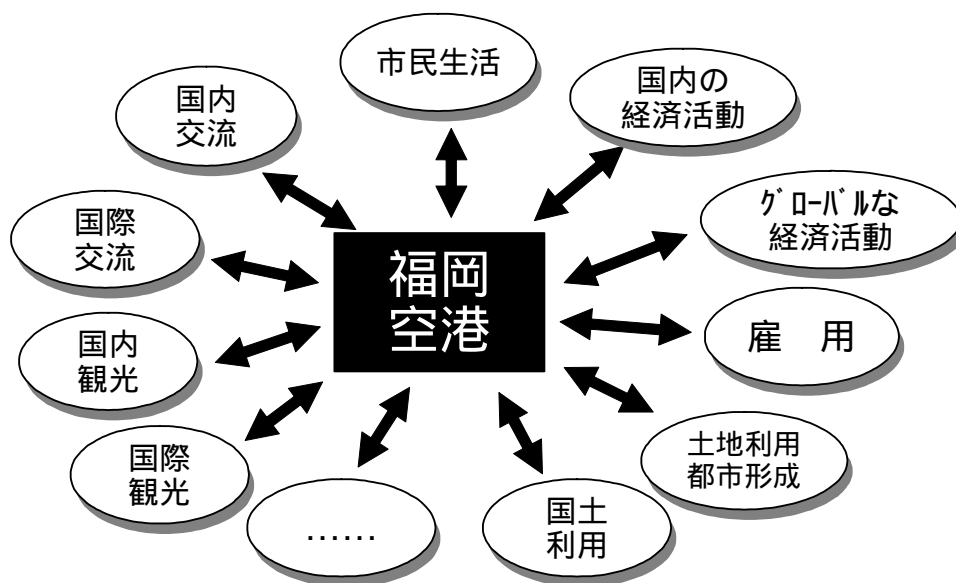 市民生活
国内の
経済活動
ｸﾞﾛｰﾊﾞﾙな
経済活動
雇　用
土地利用
都市形成
国土
利用
......
国際
観光
国内
観光
国際
交流
国内
交流
福岡
空港